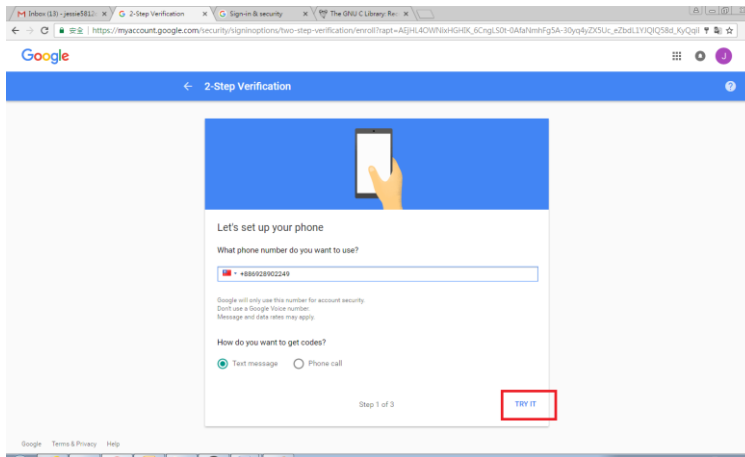 Inbox (13) - jessie5812
G 2-Step Verification
G Sign-in & security
The GNU C Library: Re
https://myaccount.google.com/security/signinoptions/two-step-verification/enroll?rapt=
Google
J
2-Step Verification
Let's set up your phone
What phone number do you want to use?
+886928902249
Google will only use this number for account security.
Don't use a Google Voice number.
Message and data rates may apply.
How do you want to get codes?
Text message
Phone call
Step 1 of 3
TRY IT
Google Terms & Privacy Help